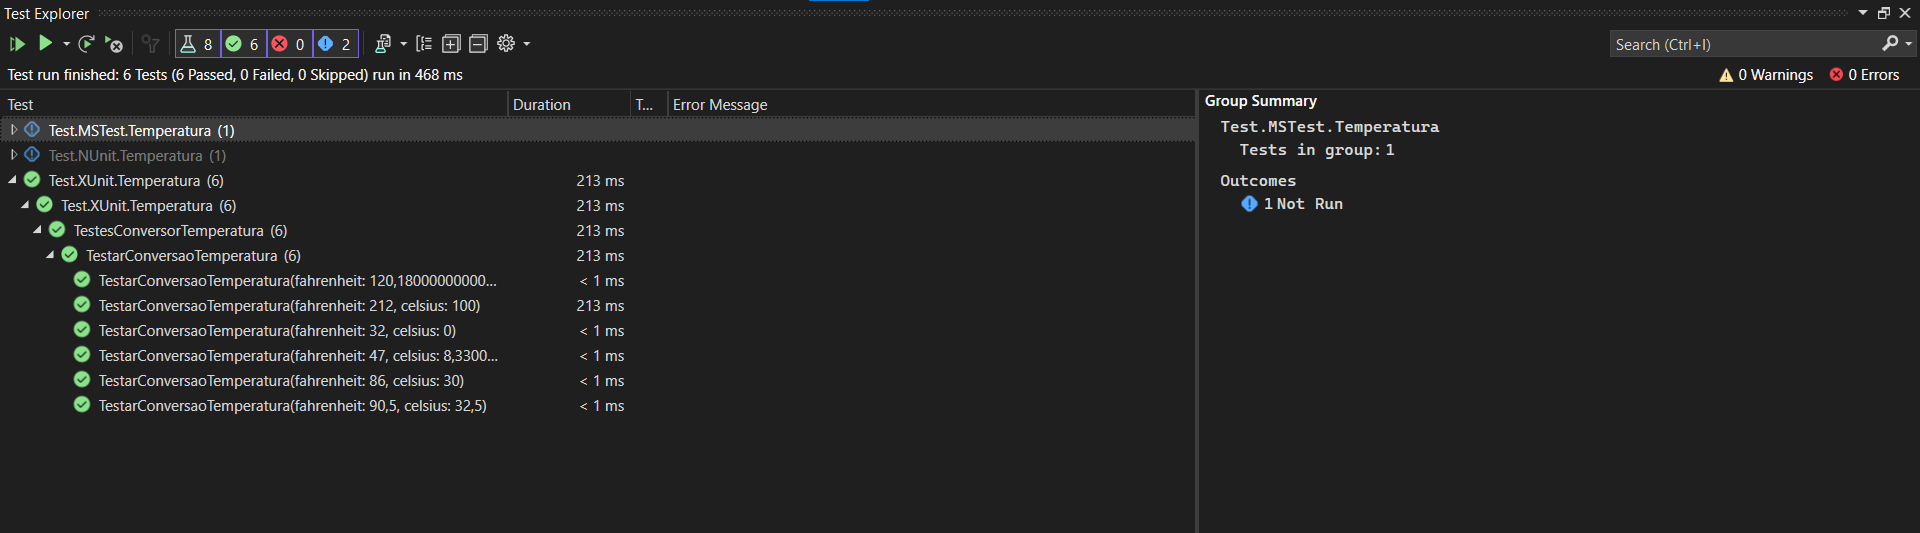 Test Explorer
8 6 0 2
Search (Ctrl+I)
Test run finished: 6 Tests (6 Passed, 0 Failed, 0 Skipped) run in 468 ms
0 Warnings 0 Errors
Test Duration T... Error Message
Test.MSTest.Temperatura (1)
Test.NUnit.Temperatura (1)
Test.XUnit.Temperatura (6) 213 ms
Test.XUnit.Temperatura (6) 213 ms
TestesConversorTemperatura (6) 213 ms
TestarConversaoTemperatura (6) 213 ms
TestarConversaoTemperatura(fahrenheit: 120,18000000000... < 1 ms
TestarConversaoTemperatura(fahrenheit: 212, celsius: 100) 213 ms
TestarConversaoTemperatura(fahrenheit: 32, celsius: 0) < 1 ms
TestarConversaoTemperatura(fahrenheit: 47, celsius: 8,3300... < 1 ms
TestarConversaoTemperatura(fahrenheit: 86, celsius: 30) < 1 ms
TestarConversaoTemperatura(fahrenheit: 90,5, celsius: 32,5) < 1 ms
Group Summary
Test.MSTest.Temperatura
Tests in group: 1
Outcomes
1 Not Run